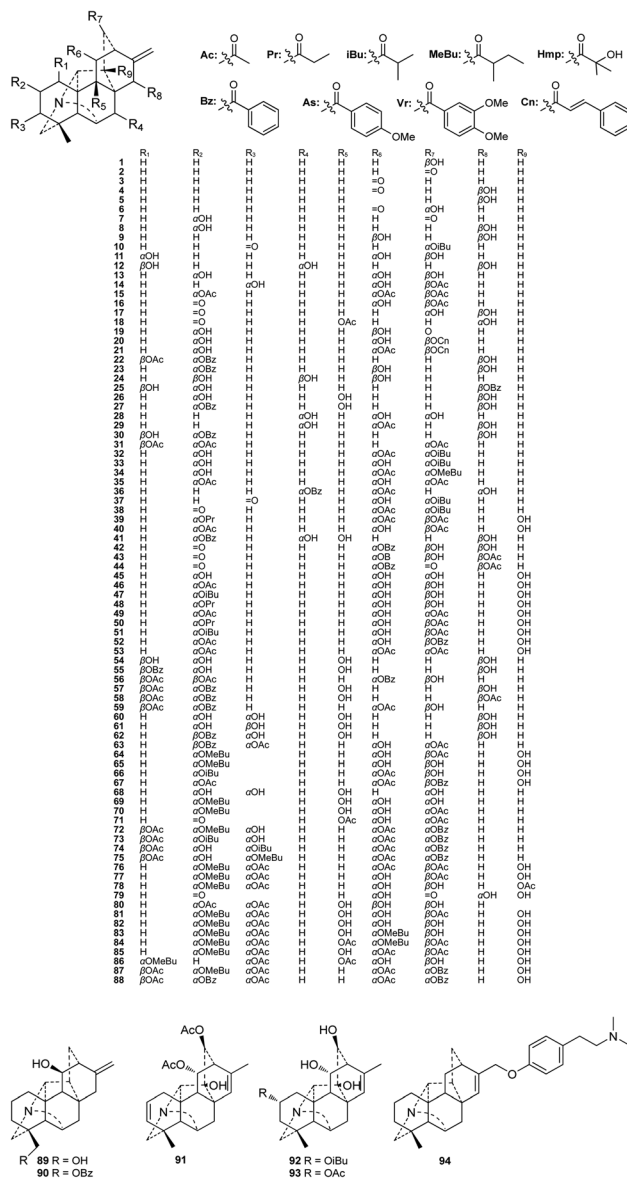 R7
R6
R9
R1
R2
R8
N
R5
R3
R4
Ac: O Pr: O iBu: O MeBu: O Hmp: O OH
Bz: O As: O OMe Vr: O OMe OMe Cn: O
R1 R2 R3 R4 R5 R6 R7 R8 R9
1 H H H H H H βOH H H
2 H H H H H H =O H H
3 H H H H H =O H H H
4 H H H H H =O H βOH H
5 H H H H H H H βOH H
6 H H H H H =O αOH H H
7 H αOH H H H H =O H H
8 H αOH H H H H H βOH H
9 H H H H H βOH H βOH H
10 H H =O H H H αOiBu H H
11 αOH H H H H αOH βOH H H
12 βOH H H αOH H H H βOH H
13 H αOH H H H αOH βOH H H
14 H H αOH H H αOH βOAc H H
15 H αOAc H H H αOAc βOAc H H
16 H =O H H H αOH βOAc H H
17 H =O H H H H αOH βOH H
18 H =O H H OAc H H αOH H
19 H αOH H H H βOH O H H
20 H αOH H H H αOH βOCn H H
21 H αOH H H H αOAc βOCn H H
22 βOAc αOBz H H H H H βOH H
23 H αOBz H H H βOH H βOH H
24 H βOH H βOH H βOH H H H
25 βOH αOH H H H H H βOBz H
26 H αOH H H OH H H βOH H
27 H αOBz H H OH H H βOH H
28 H H H αOH H αOH αOH H H
29 H H H αOH H αOAc H βOH H
30 βOH αOBz H H H H H βOH H
31 βOAc αOAc H H H H αOAc H H
32 H αOH H H H αOAc αOiBu H H
33 H αOH H H H αOH αOiBu H H
34 H αOH H H H αOAc αOMeBu H H
35 H αOAc H H H αOH αOAc H H
36 H H H αOBz H αOAc H αOH H
37 H H =O H H αOH αOiBu H H
38 H =O H H H αOAc αOiBu H H
39 H αOPr H H H αOAc βOAc H OH
40 H αOAc H H H αOH βOAc H OH
41 H αOBz H αOH OH H H βOH H
42 H =O H H H αOBz βOH βOH H
43 H =O H H H αOB βOH βOAc H
44 H =O H H H αOBz =O βOAc H
45 H αOH H H H αOH αOH H OH
46 H αOAc H H H αOH βOH H OH
47 H αOiBu H H H αOH βOH H OH
48 H αOPr H H H αOH βOH H OH
49 H αOAc H H H αOH αOAc H OH
50 H αOPr H H H αOH βOAc H OH
51 H αOiBu H H H αOH βOAc H OH
52 H αOAc H H H αOH βOBz H OH
53 H αOAc H H H αOAc αOAc H OH
54 βOH αOH H H OH H H βOH H
55 βOBz αOH H H OH H H βOH H
56 βOAc βOAc H H H αOBz βOH H H
57 βOAc αOBz H H OH H H βOH H
58 βOAc αOBz H H OH H H βOAc H
59 βOAc αOBz H H H αOAc βOH H H
60 H αOH αOH H OH H H βOH H
61 H αOH βOH H OH H H βOH H
62 H βOBz αOH H OH H H βOH H
63 H βOBz αOAc H H αOH αOAc H H
64 H αOMeBu H H H αOH βOAc H OH
65 H αOMeBu H H H αOH βOH H OH
66 H αOiBu H H H αOAc βOH H OH
67 H αOAc H H H αOAc βOBz H OH
68 H αOH αOH H OH H αOH H H
69 H αOMeBu H H OH αOH αOH H H
70 H αOMeBu H H OH αOH αOAc H H
71 H =O H H OAc αOH αOAc H H
72 βOAc αOMeBu αOH H H αOAc αOBz H H
73 βOAc αOiBu αOH H H αOAc αOBz H H
74 βOAc αOH αOiBu H H αOAc αOBz H H
75 βOAc αOH αOMeBu H H αOAc αOBz H H
76 H αOMeBu αOAc H H αOAc βOAc H OH
77 H αOMeBu αOAc H H αOH βOAc H OH
78 H αOMeBu αOAc H H αOH βOH H OAc
79 H =O H H αOH =O αOH OH
80 H αOAc αOAc H OH βOH βOH H H
81 H αOMeBu αOAc H OH αOH βOAc H OH
82 H αOMeBu αOAc H OH αOH βOH H OH
83 H αOMeBu αOAc H OH αOMeBu βOH H OH
84 H αOMeBu αOAc H OAc αOMeBu βOAc H OH
85 H αOMeBu αOAc H OH αOAc βOAc H OH
86 αOMeBu H αOAc H OAc αOH βOH H OH
87 βOAc αOMeBu αOAc H H αOAc αOBz H OH
88 βOAc αOBz αOAc H H αOAc αOBz H OH
HO N R
89 R = OH
90 R = OBz
AcO AcO OH N
91
HO HO OH R N
92 R = OiBu
93 R = OAc
N O N
94